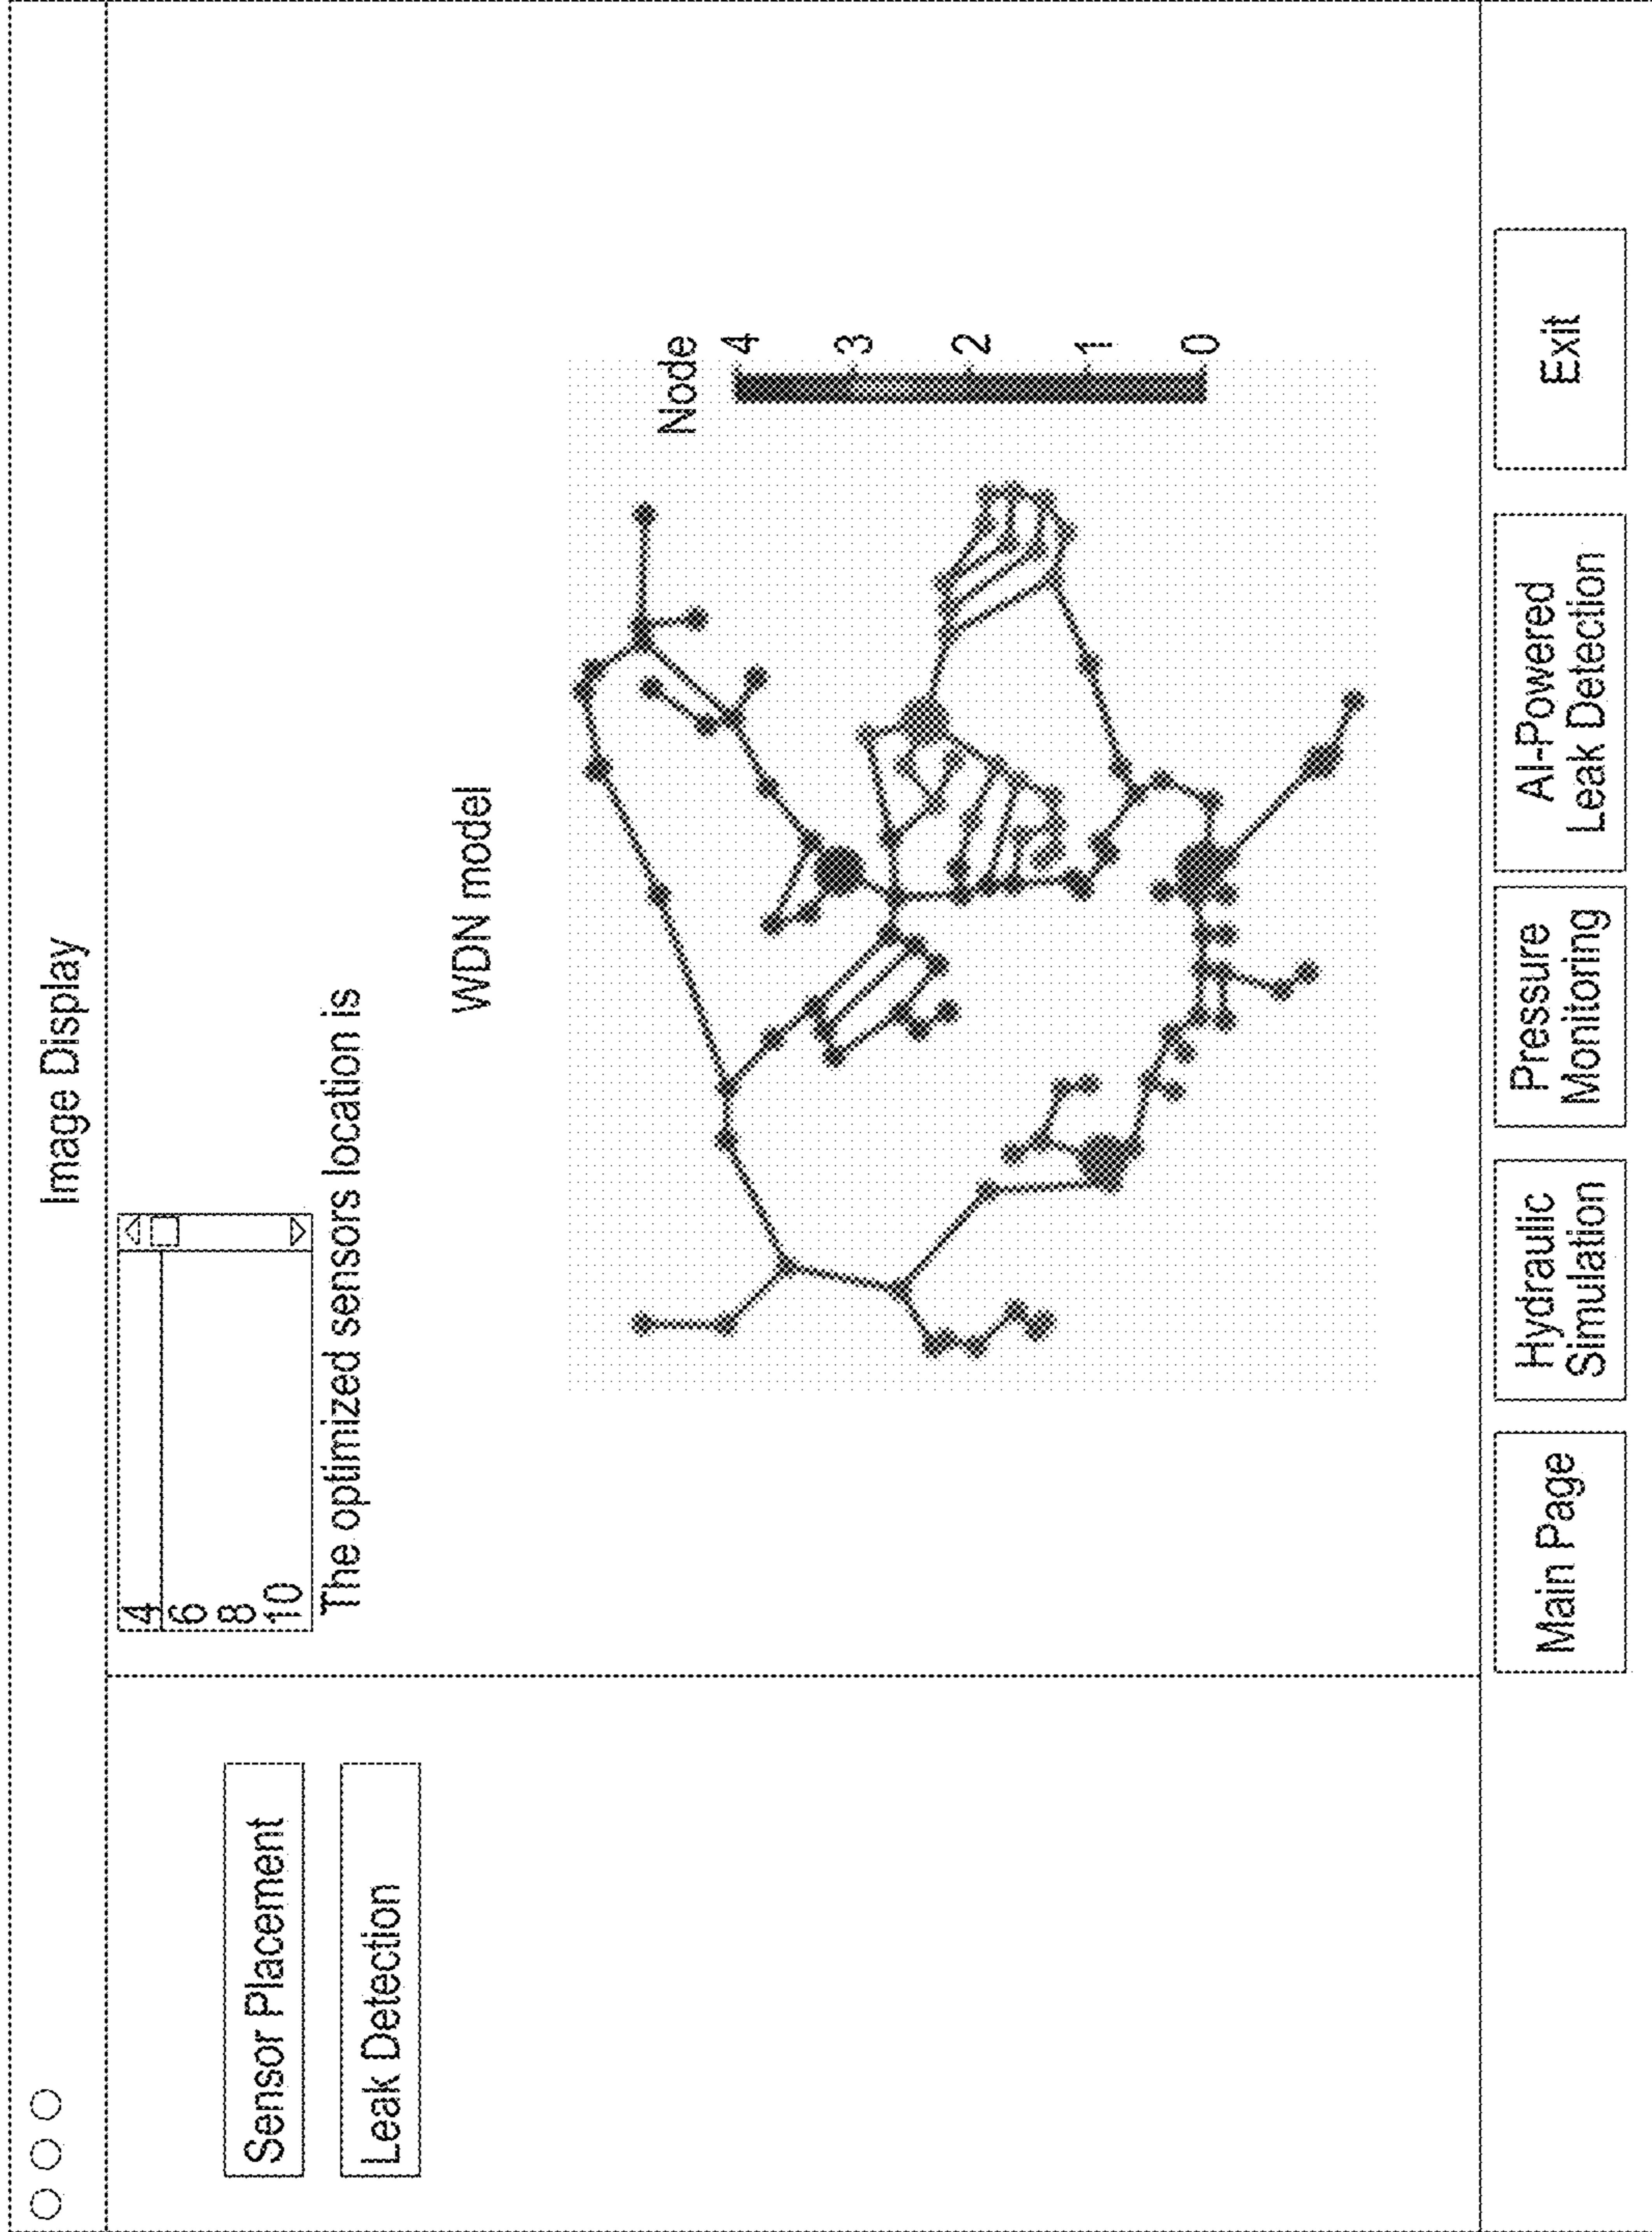 Image Display
Sensor Placement
Leak Detection
4
6
8
10
The optimized sensors location is
WDN model
Node
4
3
2
1
0
Main Page
Hydraulic
Simulation
Pressure
Monitoring
AI-Powered
Leak Detection
Exit